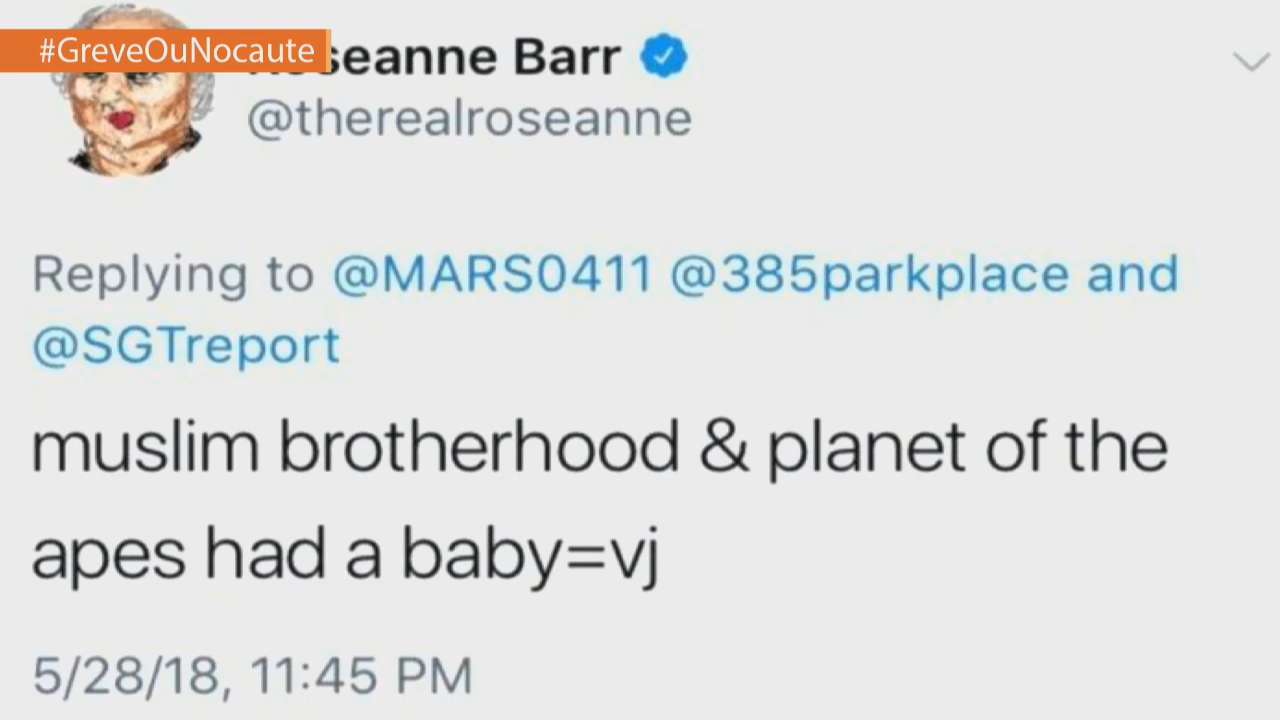 #GreveOuNocaute
seanne Barr
@therealroseanne
Replying to @MARS0411 @385parkplace and
@SGTreport
muslim brotherhood & planet of the
apes had a baby=vj
5/28/18, 11:45 PM